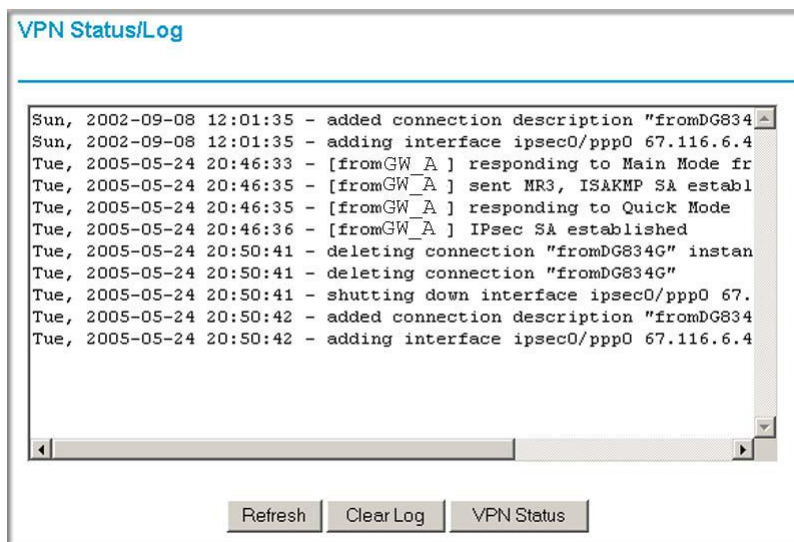 VPN Status/Log
Sun, 2002-09-08 12:01:35 - added connection description "fromDG834
Sun, 2002-09-08 12:01:35 - adding interface ipsec0/ppp0 67.116.6.4
Tue, 2005-05-24 20:46:33 - [fromGW_A ] responding to Main Mode fr
Tue, 2005-05-24 20:46:35 - [fromGW_A ] sent MR3, ISAKMP SA establ
Tue, 2005-05-24 20:46:35 - [fromGW_A ] responding to Quick Mode
Tue, 2005-05-24 20:46:36 - [fromGW_A ] IPsec SA established
Tue, 2005-05-24 20:50:41 - deleting connection "fromDG834G" instan
Tue, 2005-05-24 20:50:41 - deleting connection "fromDG834G"
Tue, 2005-05-24 20:50:41 - shutting down interface ipsec0/ppp0 67.
Tue, 2005-05-24 20:50:42 - added connection description "fromDG834
Tue, 2005-05-24 20:50:42 - adding interface ipsec0/ppp0 67.116.6.4
Refresh Clear Log VPN Status